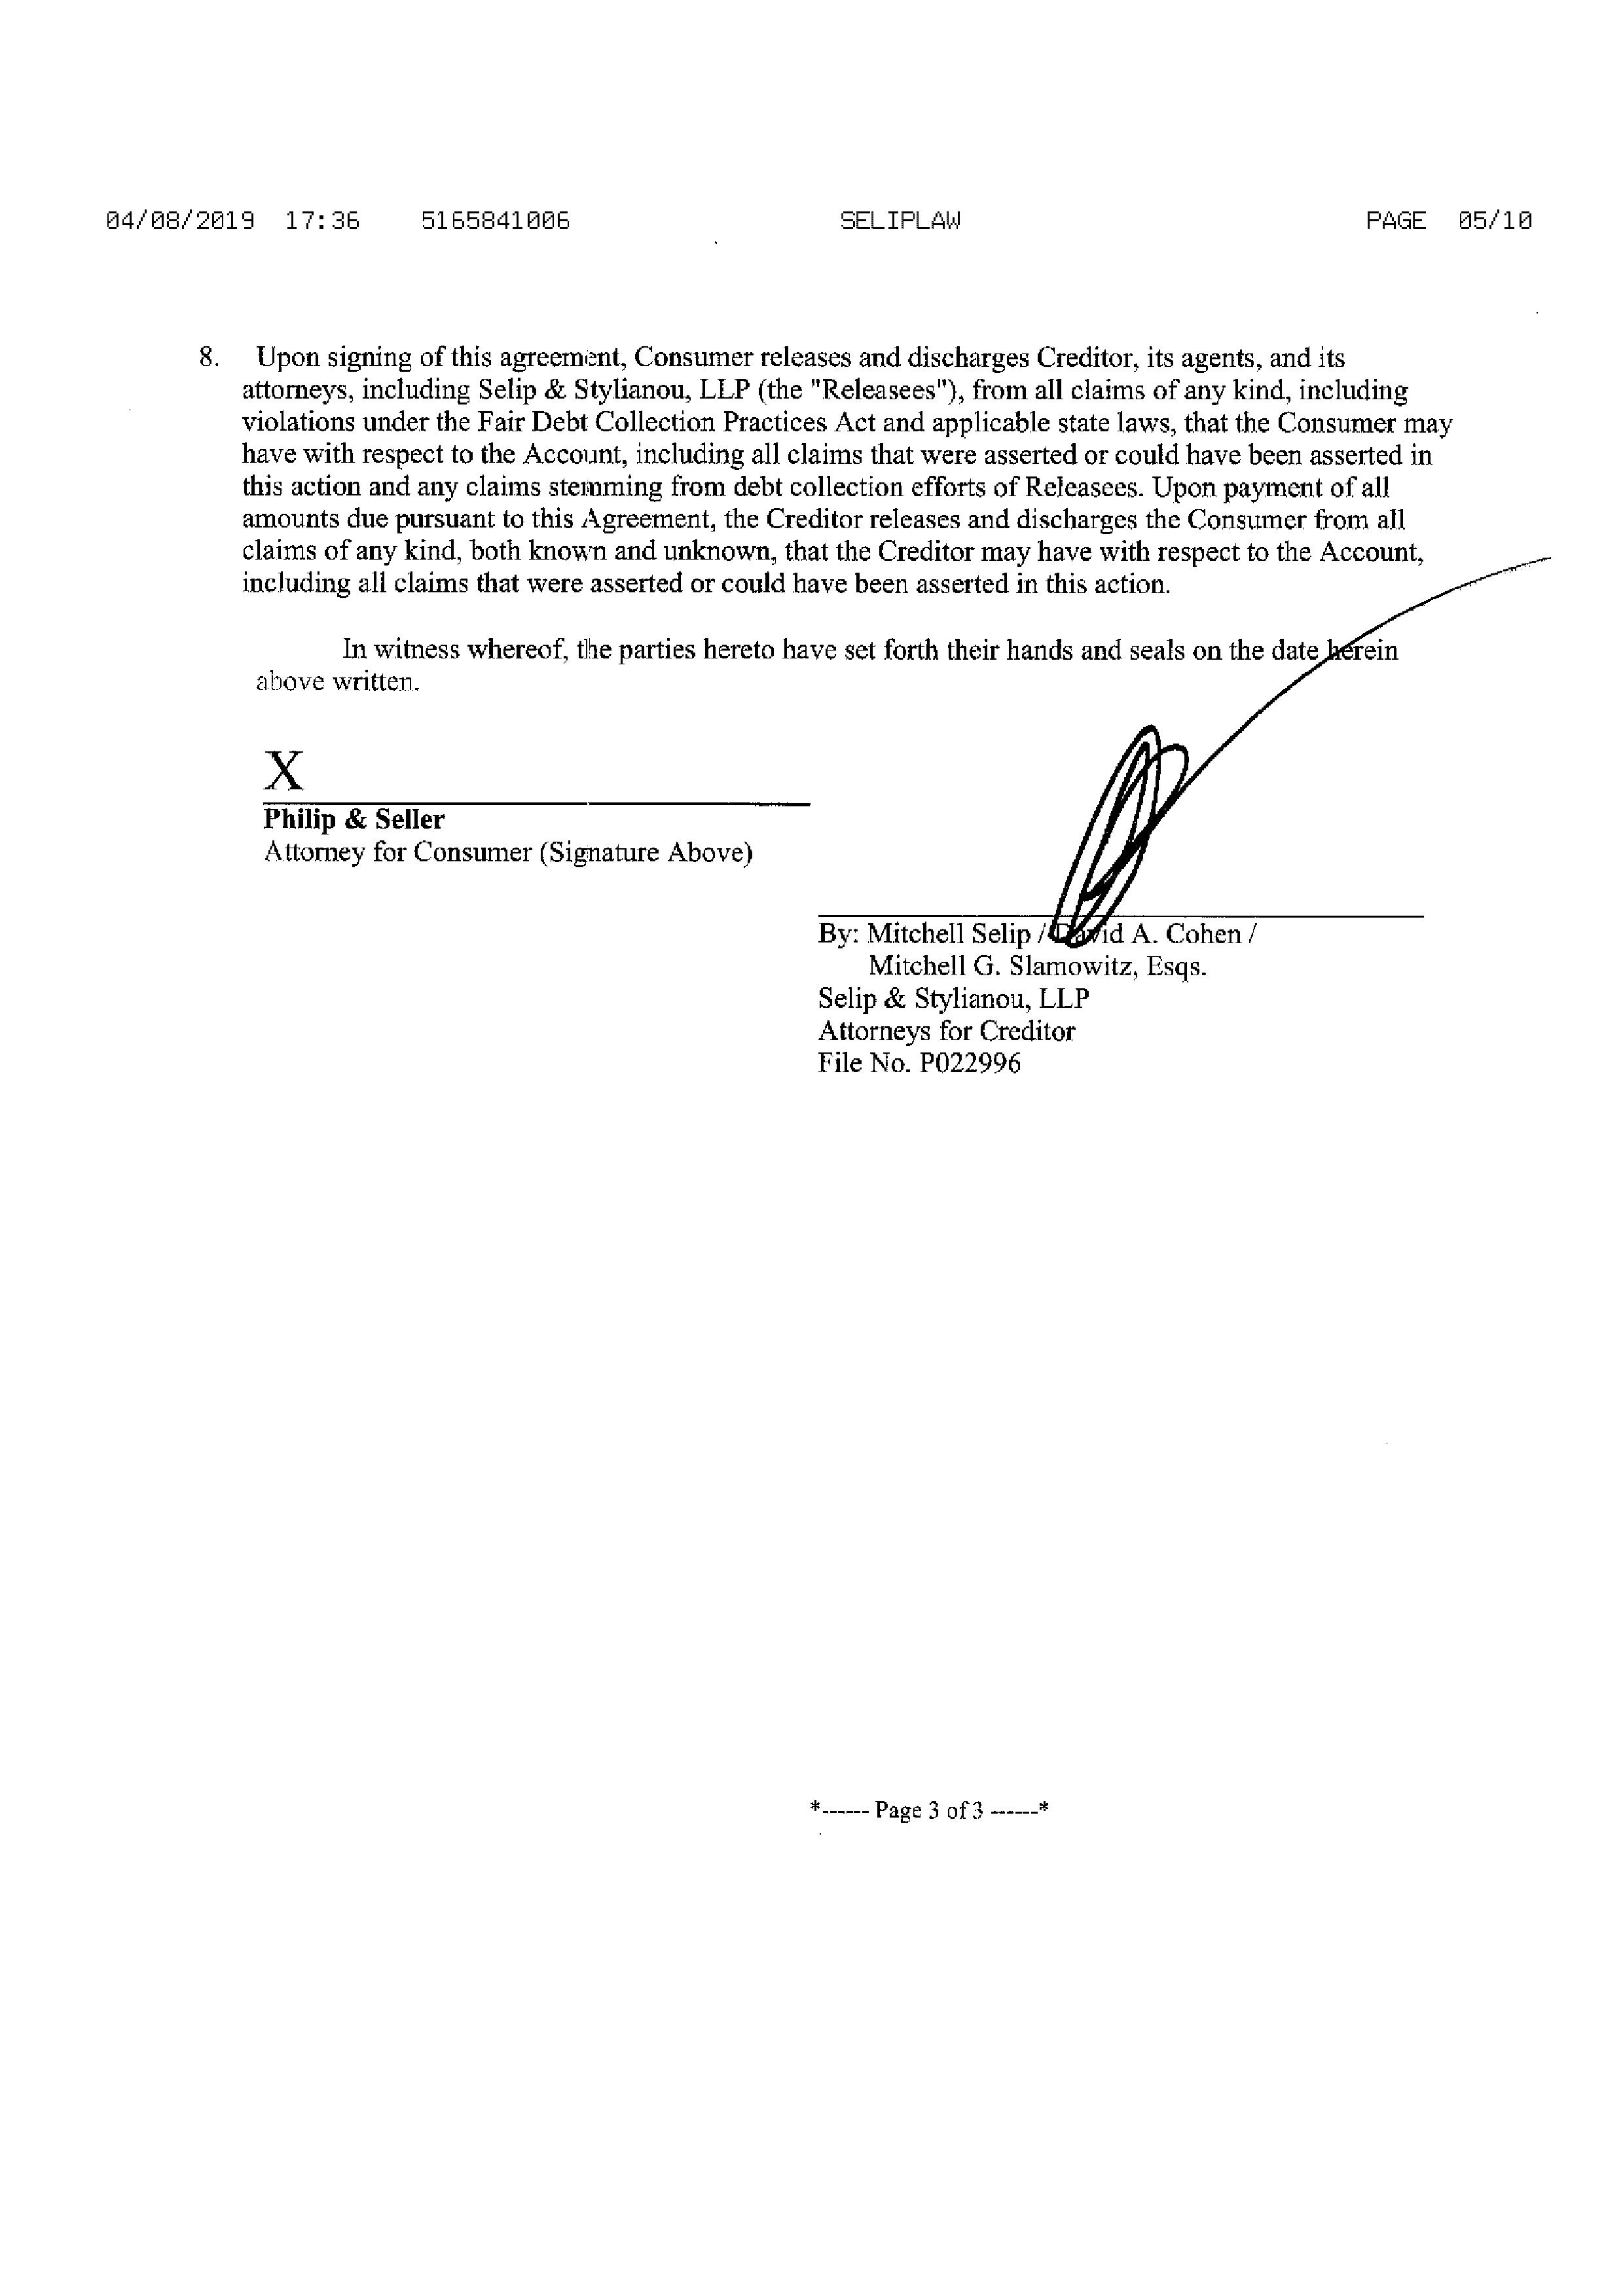 04/08/2019 17:36 5165841006 SELIPLAW PAGE 05/10
8. Upon signing of this agreement, Consumer releases and discharges Creditor, its agents, and its
attorneys, including Selip & Stylianou, LLP (the "Releasees"), from all claims of any kind, including
violations under the Fair Debt Collection Practices Act and applicable state laws, that the Consumer may
have with respect to the Account, including all claims that were asserted or could have been asserted in
this action and any claims stemming from debt collection efforts of Releasees. Upon payment of all
amounts due pursuant to this Agreement, the Creditor releases and discharges the Consumer from all
claims of any kind, both known and unknown, that the Creditor may have with respect to the Account,
including all claims that were asserted or could have been asserted in this action.
In witness whereof, the parties hereto have set forth their hands and seals on the date herein
above written.
X
Philip & Seller
Attorney for Consumer (Signature Above)
By: Mitchell Selip / David A. Cohen /
Mitchell G. Slamowitz, Esqs.
Selip & Stylianou, LLP
Attorneys for Creditor
File No. P022996
*------ Page 3 of 3 ------*